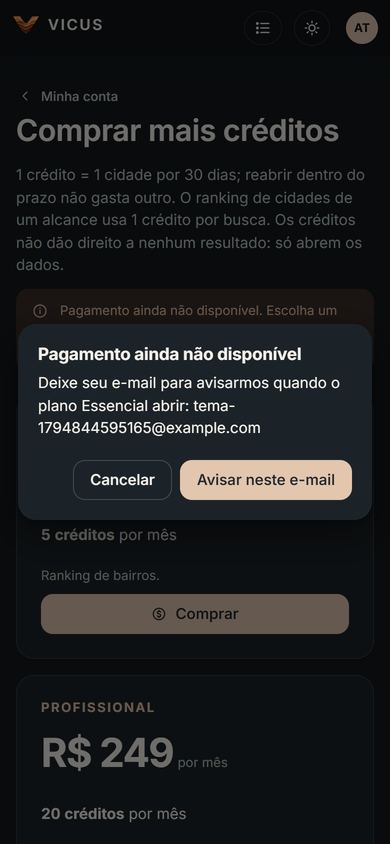 VICUS
AT
Minha conta
Comprar mais créditos
1 crédito = 1 cidade por 30 dias; reabrir dentro do
prazo não gasta outro. O ranking de cidades de
um alcance usa 1 crédito por busca. Os créditos
não dão direito a nenhum resultado: só abrem os
dados.
Pagamento ainda não disponível. Escolha um
Pagamento ainda não disponível
Deixe seu e-mail para avisarmos quando o
plano Essencial abrir: tema-
1794844595165@example.com
Cancelar
Avisar neste e-mail
5 créditos por mês
Ranking de bairros.
Comprar
PROFISSIONAL
R$ 249 por mês
20 créditos por mês